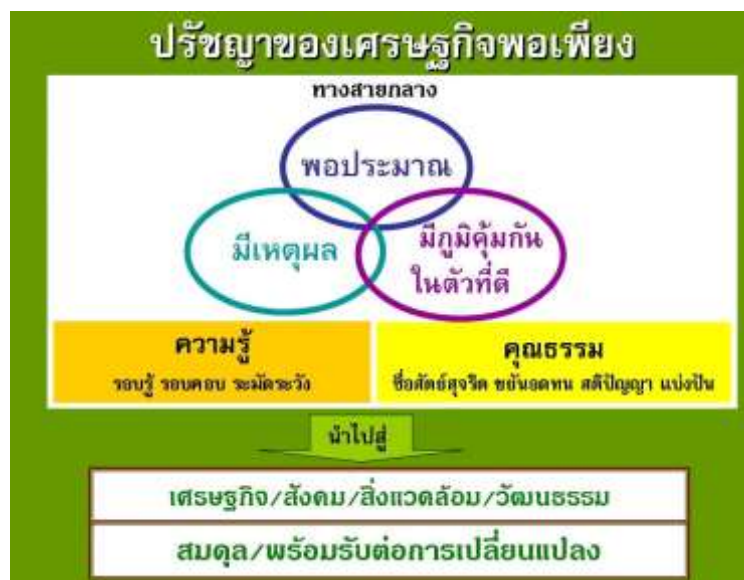 ปรัชญาของเศรษฐกิจพอเพียง
ทางสายกลาง
พอประมาณ
มีเหตุผล
มีภูมิคุ้มกัน
ในตัวที่ดี
ความรู้
รอบรู้ รอบคอบ ระมัดระวัง
คุณธรรม
ซื่อสัตย์สุจริต ขยันอดทน สติปัญญา แบ่งปัน
นำไปสู่
เศรษฐกิจ/สังคม/สิ่งแวดล้อม/วัฒนธรรม
สมดุล/พร้อมรับต่อการเปลี่ยนแปลง